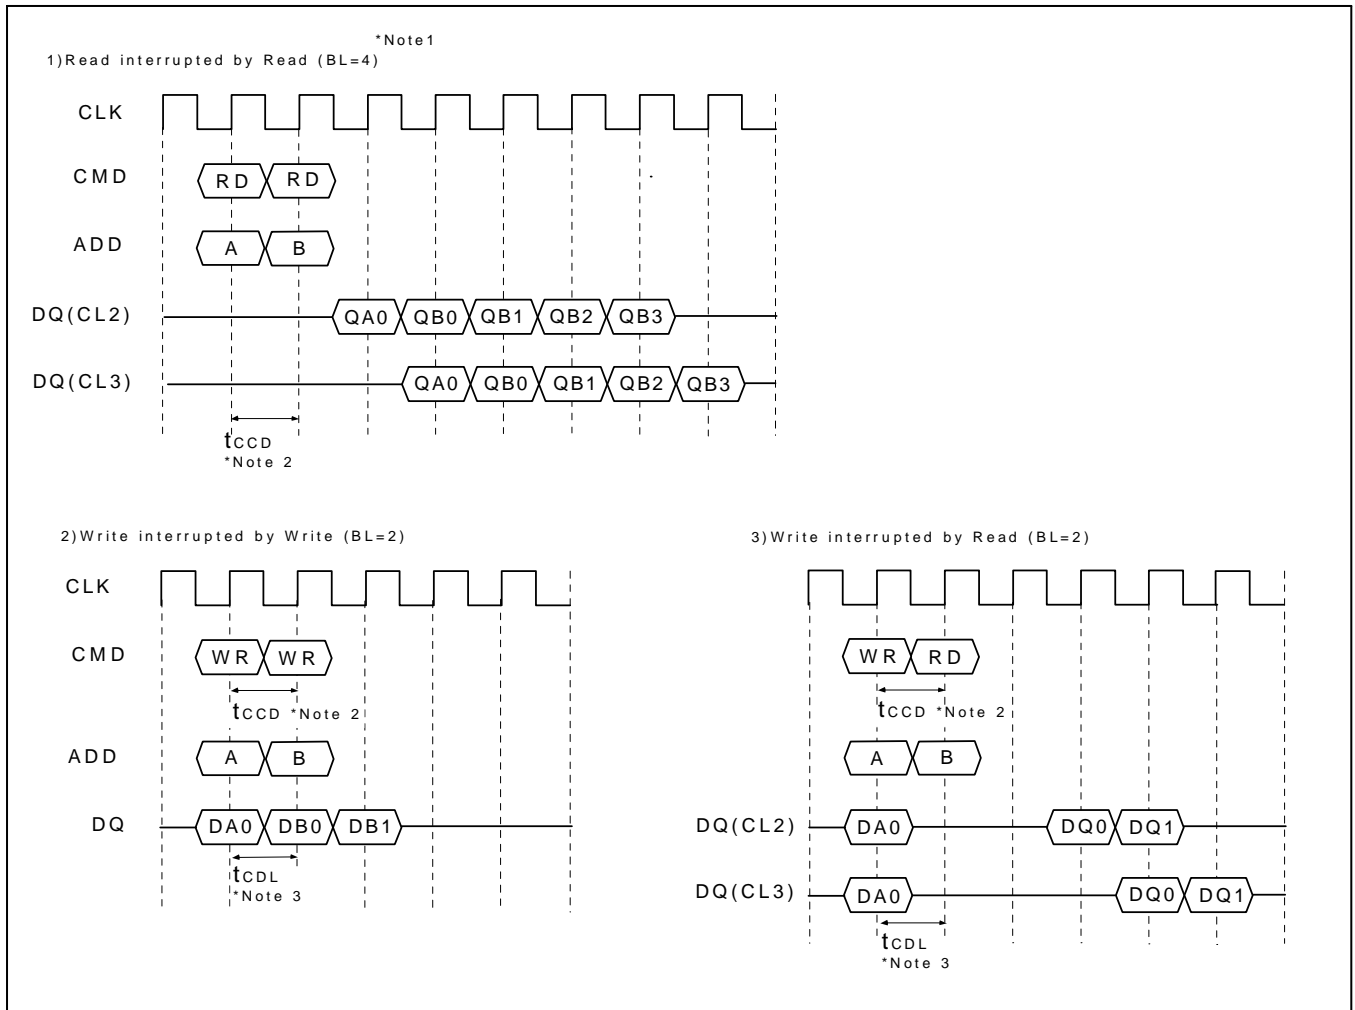 *Note1
1)Read interrupted by Read (BL=4)
CLK
CMD RD RD
ADD A B
DQ(CL2) QA0 QB0 QB1 QB2 QB3
DQ(CL3) QA0 QB0 QB1 QB2 QB3
tCCD
*Note 2
2)Write interrupted by Write (BL=2)
CLK
CMD WR WR
tCCD *Note 2
ADD A B
DQ DA0 DB0 DB1
tCDL
*Note 3
3)Write interrupted by Read (BL=2)
WR RD
tCCD *Note 2
A B
DQ(CL2) DA0 DQ0 DQ1
DQ(CL3) DA0 DQ0 DQ1
tCDL
*Note 3